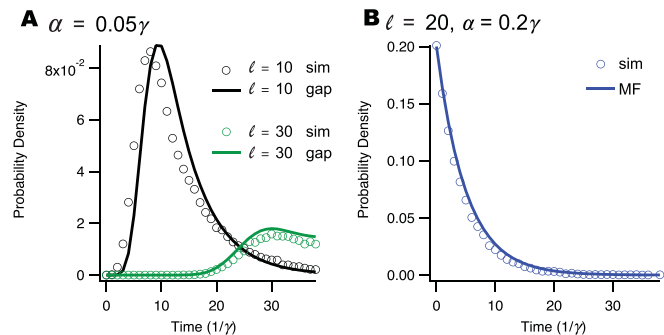 A α = 0.05γ
8x10⁻²
6
4
2
0
Probability Density
0 10 20 30
Time (1/γ)
ℓ = 10 sim
ℓ = 10 gap
ℓ = 30 sim
ℓ = 30 gap
B ℓ = 20, α = 0.2γ
0.20
0.15
0.10
0.05
0.00
Probability Density
0 10 20 30
Time (1/γ)
sim
MF